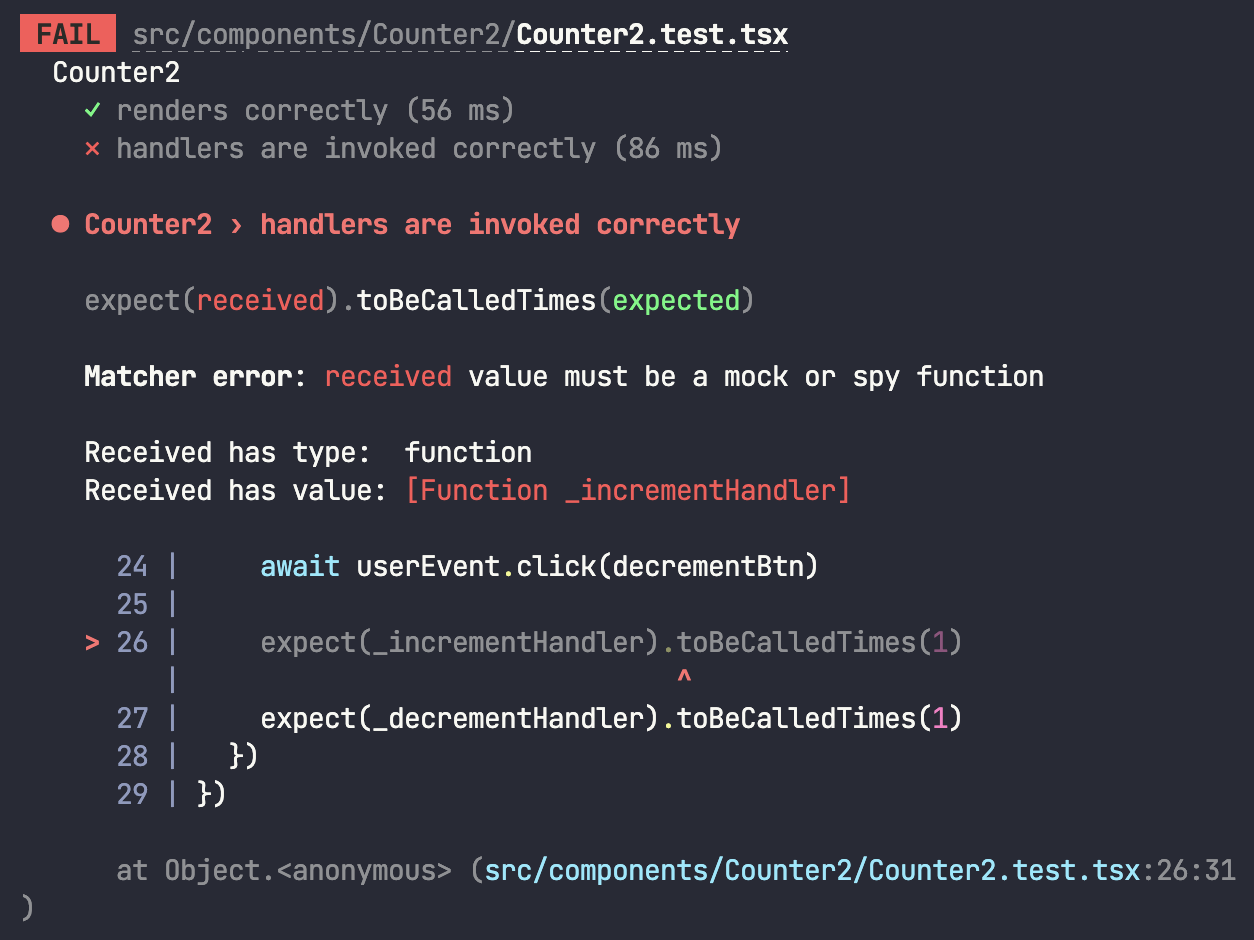 FAIL src/components/Counter2/Counter2.test.tsx
Counter2
✓ renders correctly (56 ms)
✕ handlers are invoked correctly (86 ms)
● Counter2 › handlers are invoked correctly
expect(received).toBeCalledTimes(expected)
Matcher error: received value must be a mock or spy function
Received has type:  function
Received has value: [Function _incrementHandler]
24 |     await userEvent.click(decrementBtn)
25 |
> 26 |     expect(_incrementHandler).toBeCalledTimes(1)
|                               ^
27 |     expect(_decrementHandler).toBeCalledTimes(1)
28 |   })
29 | })
at Object.<anonymous> (src/components/Counter2/Counter2.test.tsx:26:31
)